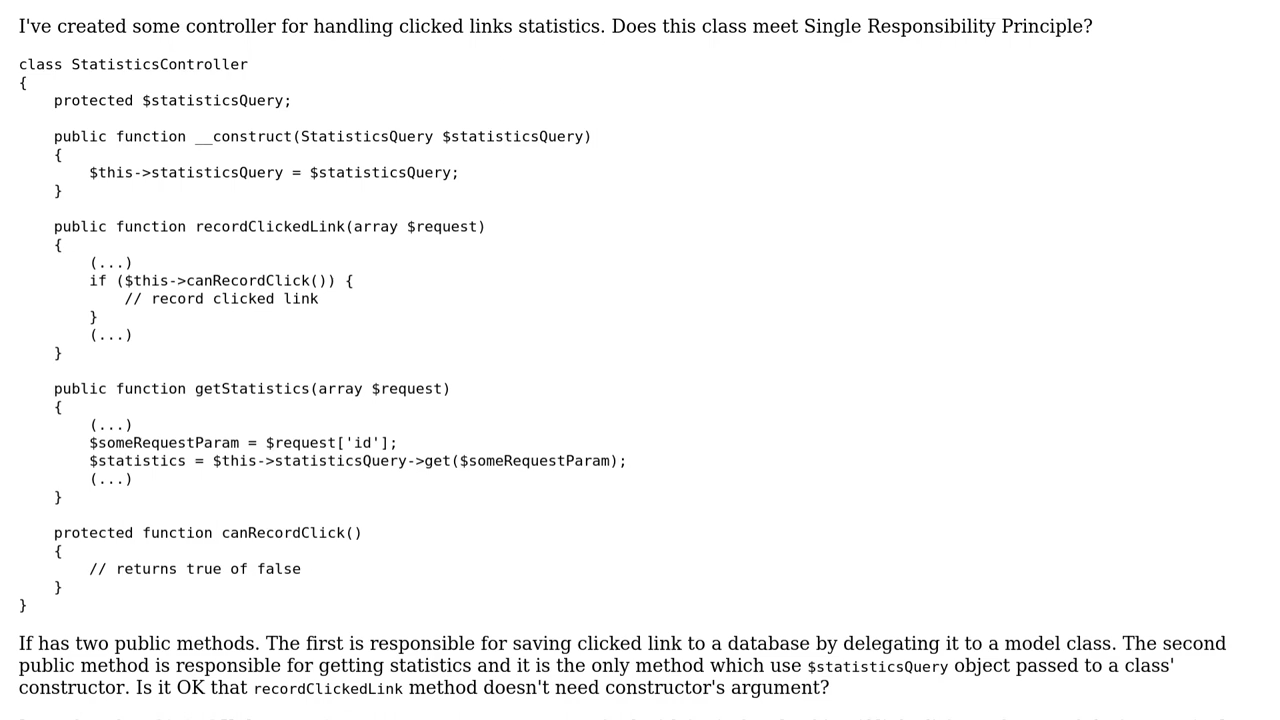 I've created some controller for handling clicked links statistics. Does this class meet Single Responsibility Principle?
class StatisticsController
{
    protected $statisticsQuery;
    public function __construct(StatisticsQuery $statisticsQuery)
    {
        $this->statisticsQuery = $statisticsQuery;
    }
    public function recordClickedLink(array $request)
    {
        (...)
        if ($this->canRecordClick()) {
            // record clicked link
        }
        (...)
    }
    public function getStatistics(array $request)
    {
        (...)
        $someRequestParam = $request['id'];
        $statistics = $this->statisticsQuery->get($someRequestParam);
        (...)
    }
    protected function canRecordClick()
    {
        // returns true of false
    }
}
If has two public methods. The first is responsible for saving clicked link to a database by delegating it to a model class. The second
public method is responsible for getting statistics and it is the only method which use $statisticsQuery object passed to a class'
constructor. Is it OK that recordClickedLink method doesn't need constructor's argument?